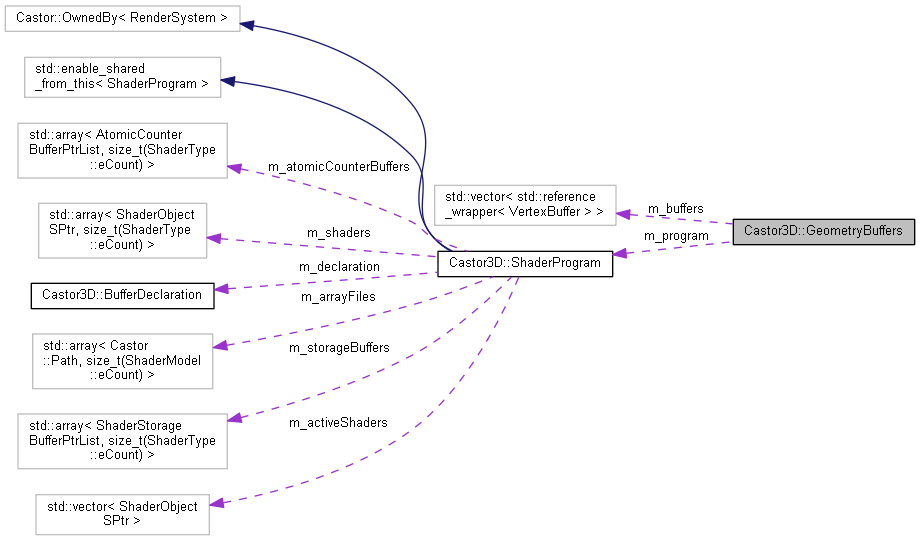 Castor::OwnedBy< RenderSystem >
std::enable_shared
_from_this< ShaderProgram >
std::array< AtomicCounter
BufferPtrList, size_t(ShaderType
::eCount) >
m_atomicCounterBuffers
std::vector< std::reference
_wrapper< VertexBuffer > >
m_buffers
Castor3D::GeometryBuffers
std::array< ShaderObject
SPtr, size_t(ShaderType
::eCount) >
m_shaders
m_program
Castor3D::ShaderProgram
m_declaration
Castor3D::BufferDeclaration
m_arrayFiles
std::array< Castor
::Path, size_t(ShaderModel
::eCount) >
m_storageBuffers
std::array< ShaderStorage
BufferPtrList, size_t(ShaderType
::eCount) >
m_activeShaders
std::vector< ShaderObject
SPtr >